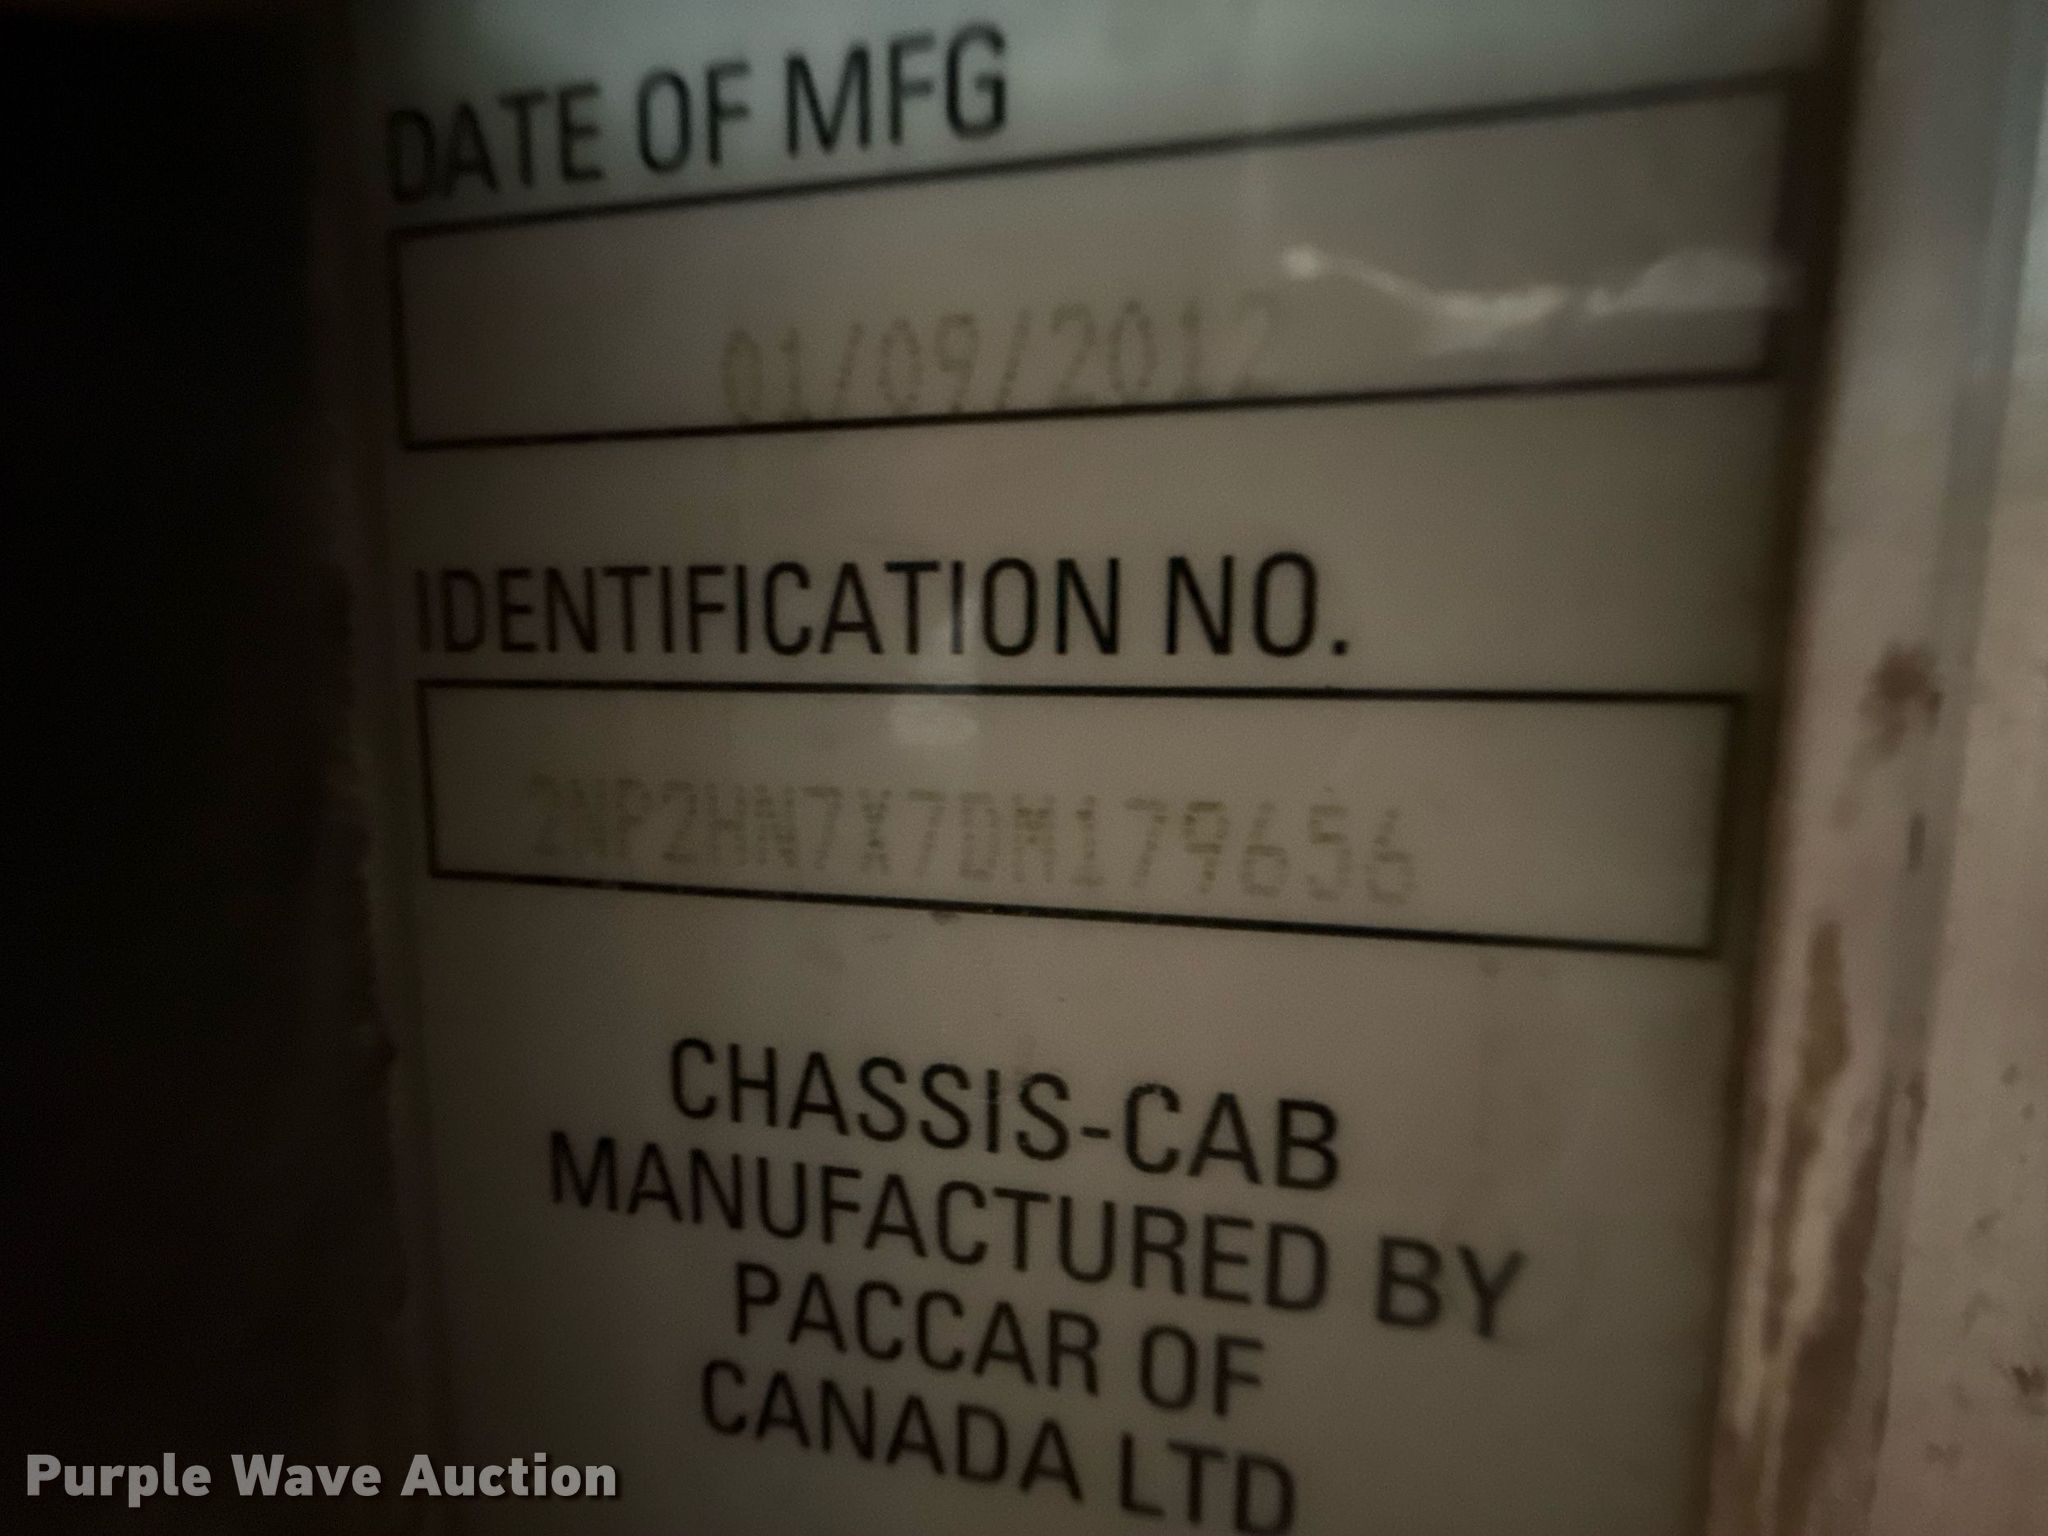 DATE OF MFG
01/09/2012
IDENTIFICATION NO.
2NP2HN7X7DM179656
CHASSIS-CAB
MANUFACTURED BY
PACCAR OF
CANADA LTD
Purple Wave Auction